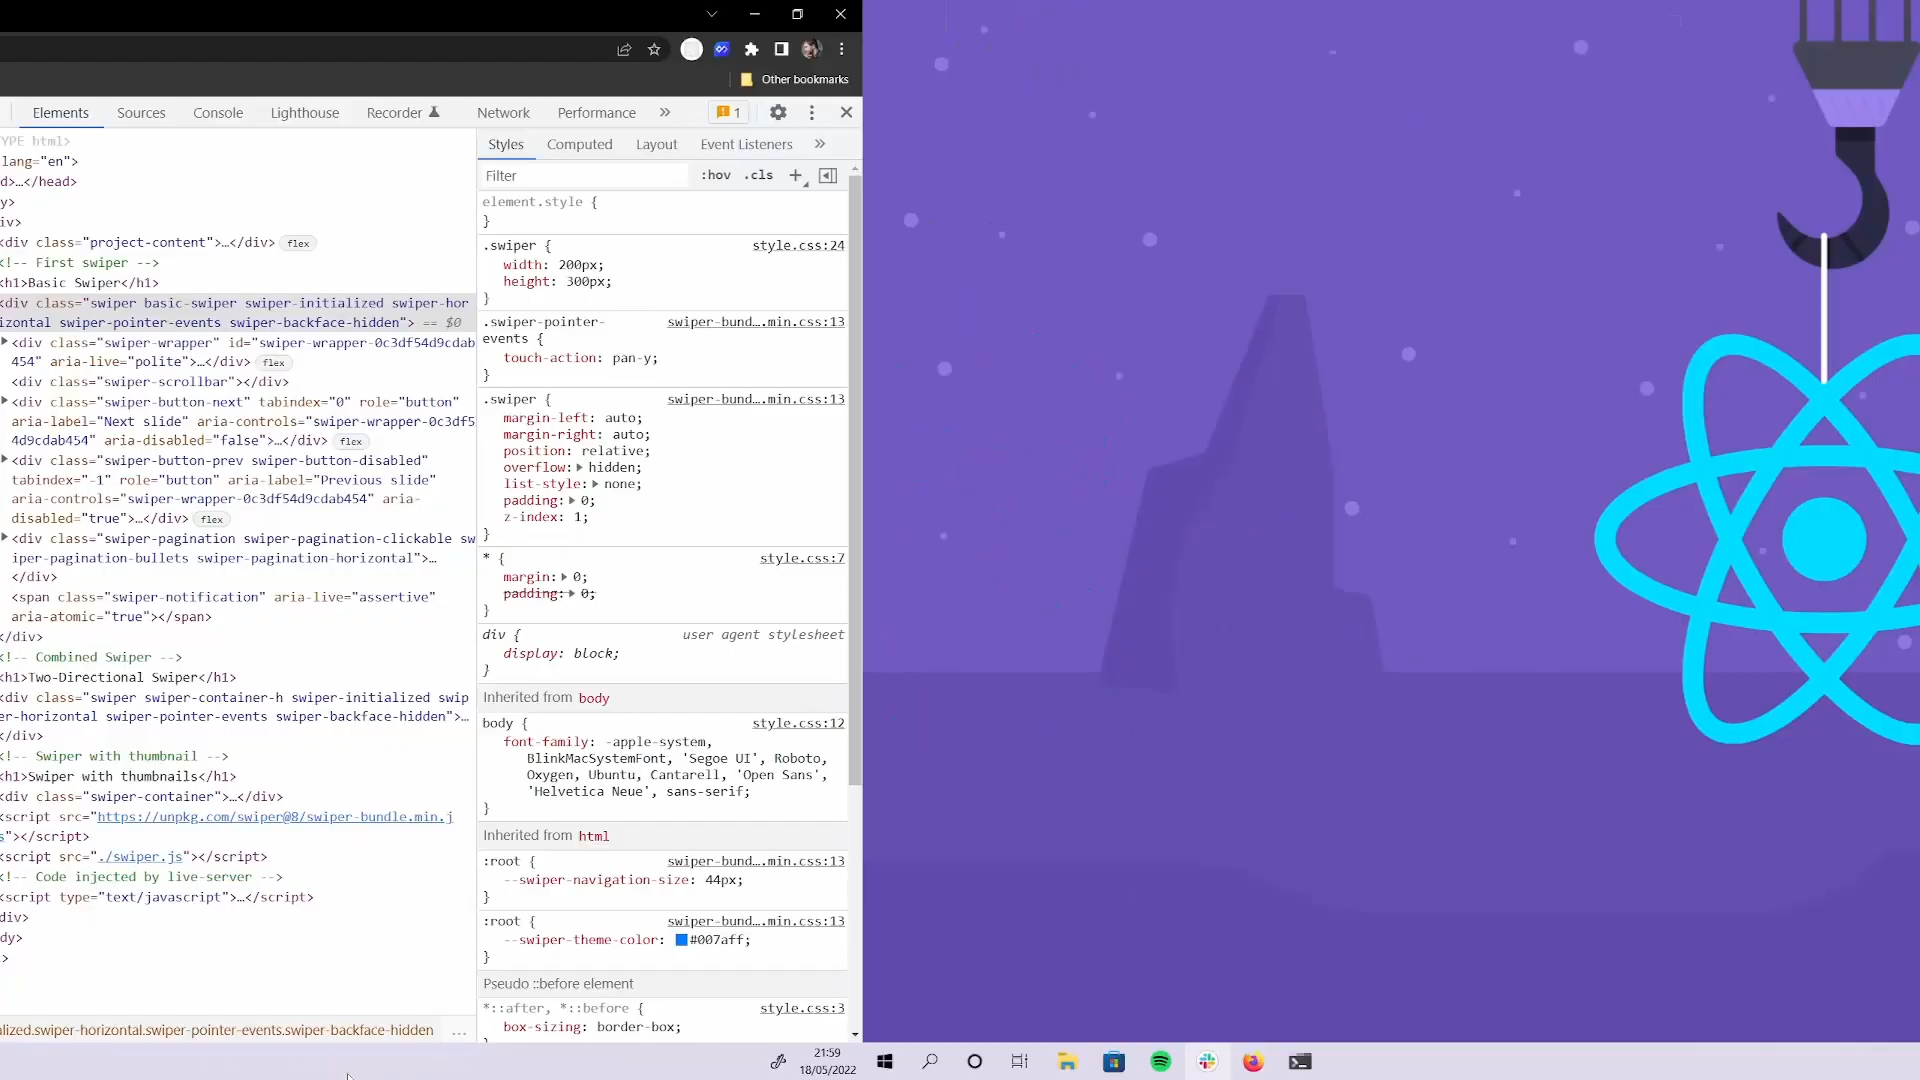 Other bookmarks
Elements
Sources
Console
Lighthouse
Recorder
Network
Performance
»
1
TYPE html>
lang="en">
d>…</head>
y>
iv>
<div class="project-content">…</div> flex
<!-- First swiper -->
<h1>Basic Swiper</h1>
<div class="swiper basic-swiper swiper-initialized swiper-hor
izontal swiper-pointer-events swiper-backface-hidden"> == $0
<div class="swiper-wrapper" id="swiper-wrapper-0c3df54d9cdab
454" aria-live="polite">…</div> flex
<div class="swiper-scrollbar"></div>
<div class="swiper-button-next" tabindex="0" role="button"
aria-label="Next slide" aria-controls="swiper-wrapper-0c3df5
4d9cdab454" aria-disabled="false">…</div> flex
<div class="swiper-button-prev swiper-button-disabled"
tabindex="-1" role="button" aria-label="Previous slide"
aria-controls="swiper-wrapper-0c3df54d9cdab454" aria-
disabled="true">…</div> flex
<div class="swiper-pagination swiper-pagination-clickable sw
iper-pagination-bullets swiper-pagination-horizontal">…
</div>
<span class="swiper-notification" aria-live="assertive"
aria-atomic="true"></span>
</div>
<!-- Combined Swiper -->
<h1>Two-Directional Swiper</h1>
<div class="swiper swiper-container-h swiper-initialized swip
er-horizontal swiper-pointer-events swiper-backface-hidden">…
</div>
<!-- Swiper with thumbnail -->
<h1>Swiper with thumbnails</h1>
<div class="swiper-container">…</div>
<script src="https://unpkg.com/swiper@8/swiper-bundle.min.j
s"></script>
<script src="./swiper.js"></script>
<!-- Code injected by live-server -->
<script type="text/javascript">…</script>
div>
dy>
>
alized.swiper-horizontal.swiper-pointer-events.swiper-backface-hidden
...
Styles
Computed
Layout
Event Listeners
»
Filter
:hov
.cls
+
element.style {
}
.swiper { style.css:24
width: 200px;
height: 300px;
}
.swiper-pointer- swiper-bund….min.css:13
events {
touch-action: pan-y;
}
.swiper { swiper-bund….min.css:13
margin-left: auto;
margin-right: auto;
position: relative;
overflow: hidden;
list-style: none;
padding: 0;
z-index: 1;
}
* { style.css:7
margin: 0;
padding: 0;
}
div { user agent stylesheet
display: block;
}
Inherited from body
body { style.css:12
font-family: -apple-system,
BlinkMacSystemFont, 'Segoe UI', Roboto,
Oxygen, Ubuntu, Cantarell, 'Open Sans',
'Helvetica Neue', sans-serif;
}
Inherited from html
:root { swiper-bund….min.css:13
--swiper-navigation-size: 44px;
}
:root { swiper-bund….min.css:13
--swiper-theme-color: #007aff;
}
Pseudo ::before element
*::after, *::before { style.css:3
box-sizing: border-box;
21:59
18/05/2022